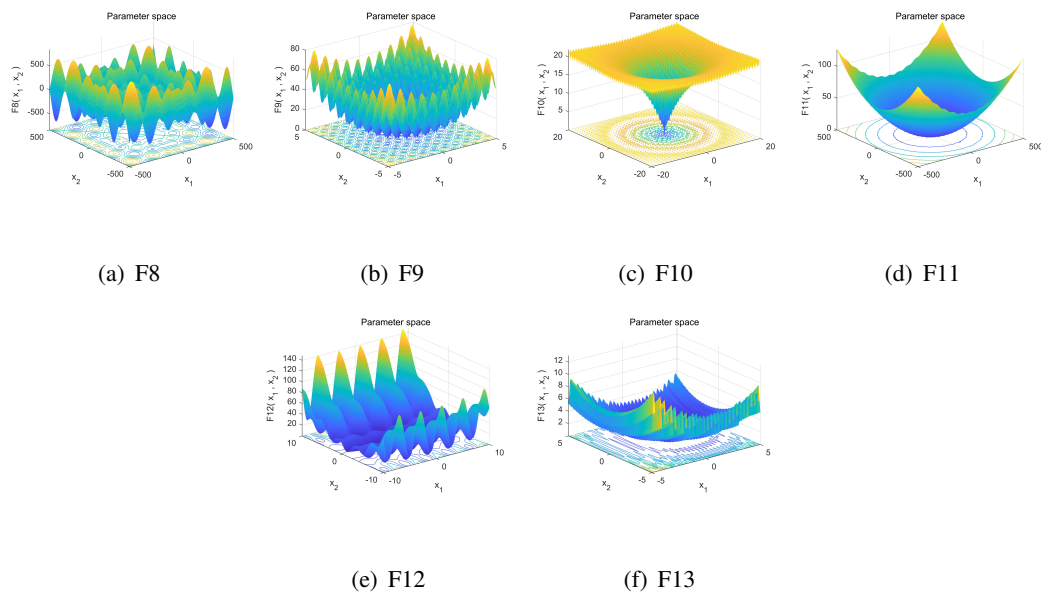 Parameter space
F8( x1 , x2 )
500
0
-500
500
0
-500
-500
0
500
x2
x1
(a) F8
Parameter space
F9( x1 , x2 )
80
60
40
20
0
5
0
-5
-5
0
5
x2
x1
(b) F9
Parameter space
F10( x1 , x2 )
20
15
10
5
20
0
-20
-20
0
20
x2
x1
(c) F10
Parameter space
F11( x1 , x2 )
100
50
0
500
0
-500
-500
0
500
x2
x1
(d) F11
Parameter space
F12( x1 , x2 )
140
120
100
80
60
40
20
10
0
-10
-10
0
10
x2
x1
(e) F12
Parameter space
F13( x1 , x2 )
12
10
8
6
4
2
5
0
-5
-5
0
5
x2
x1
(f) F13